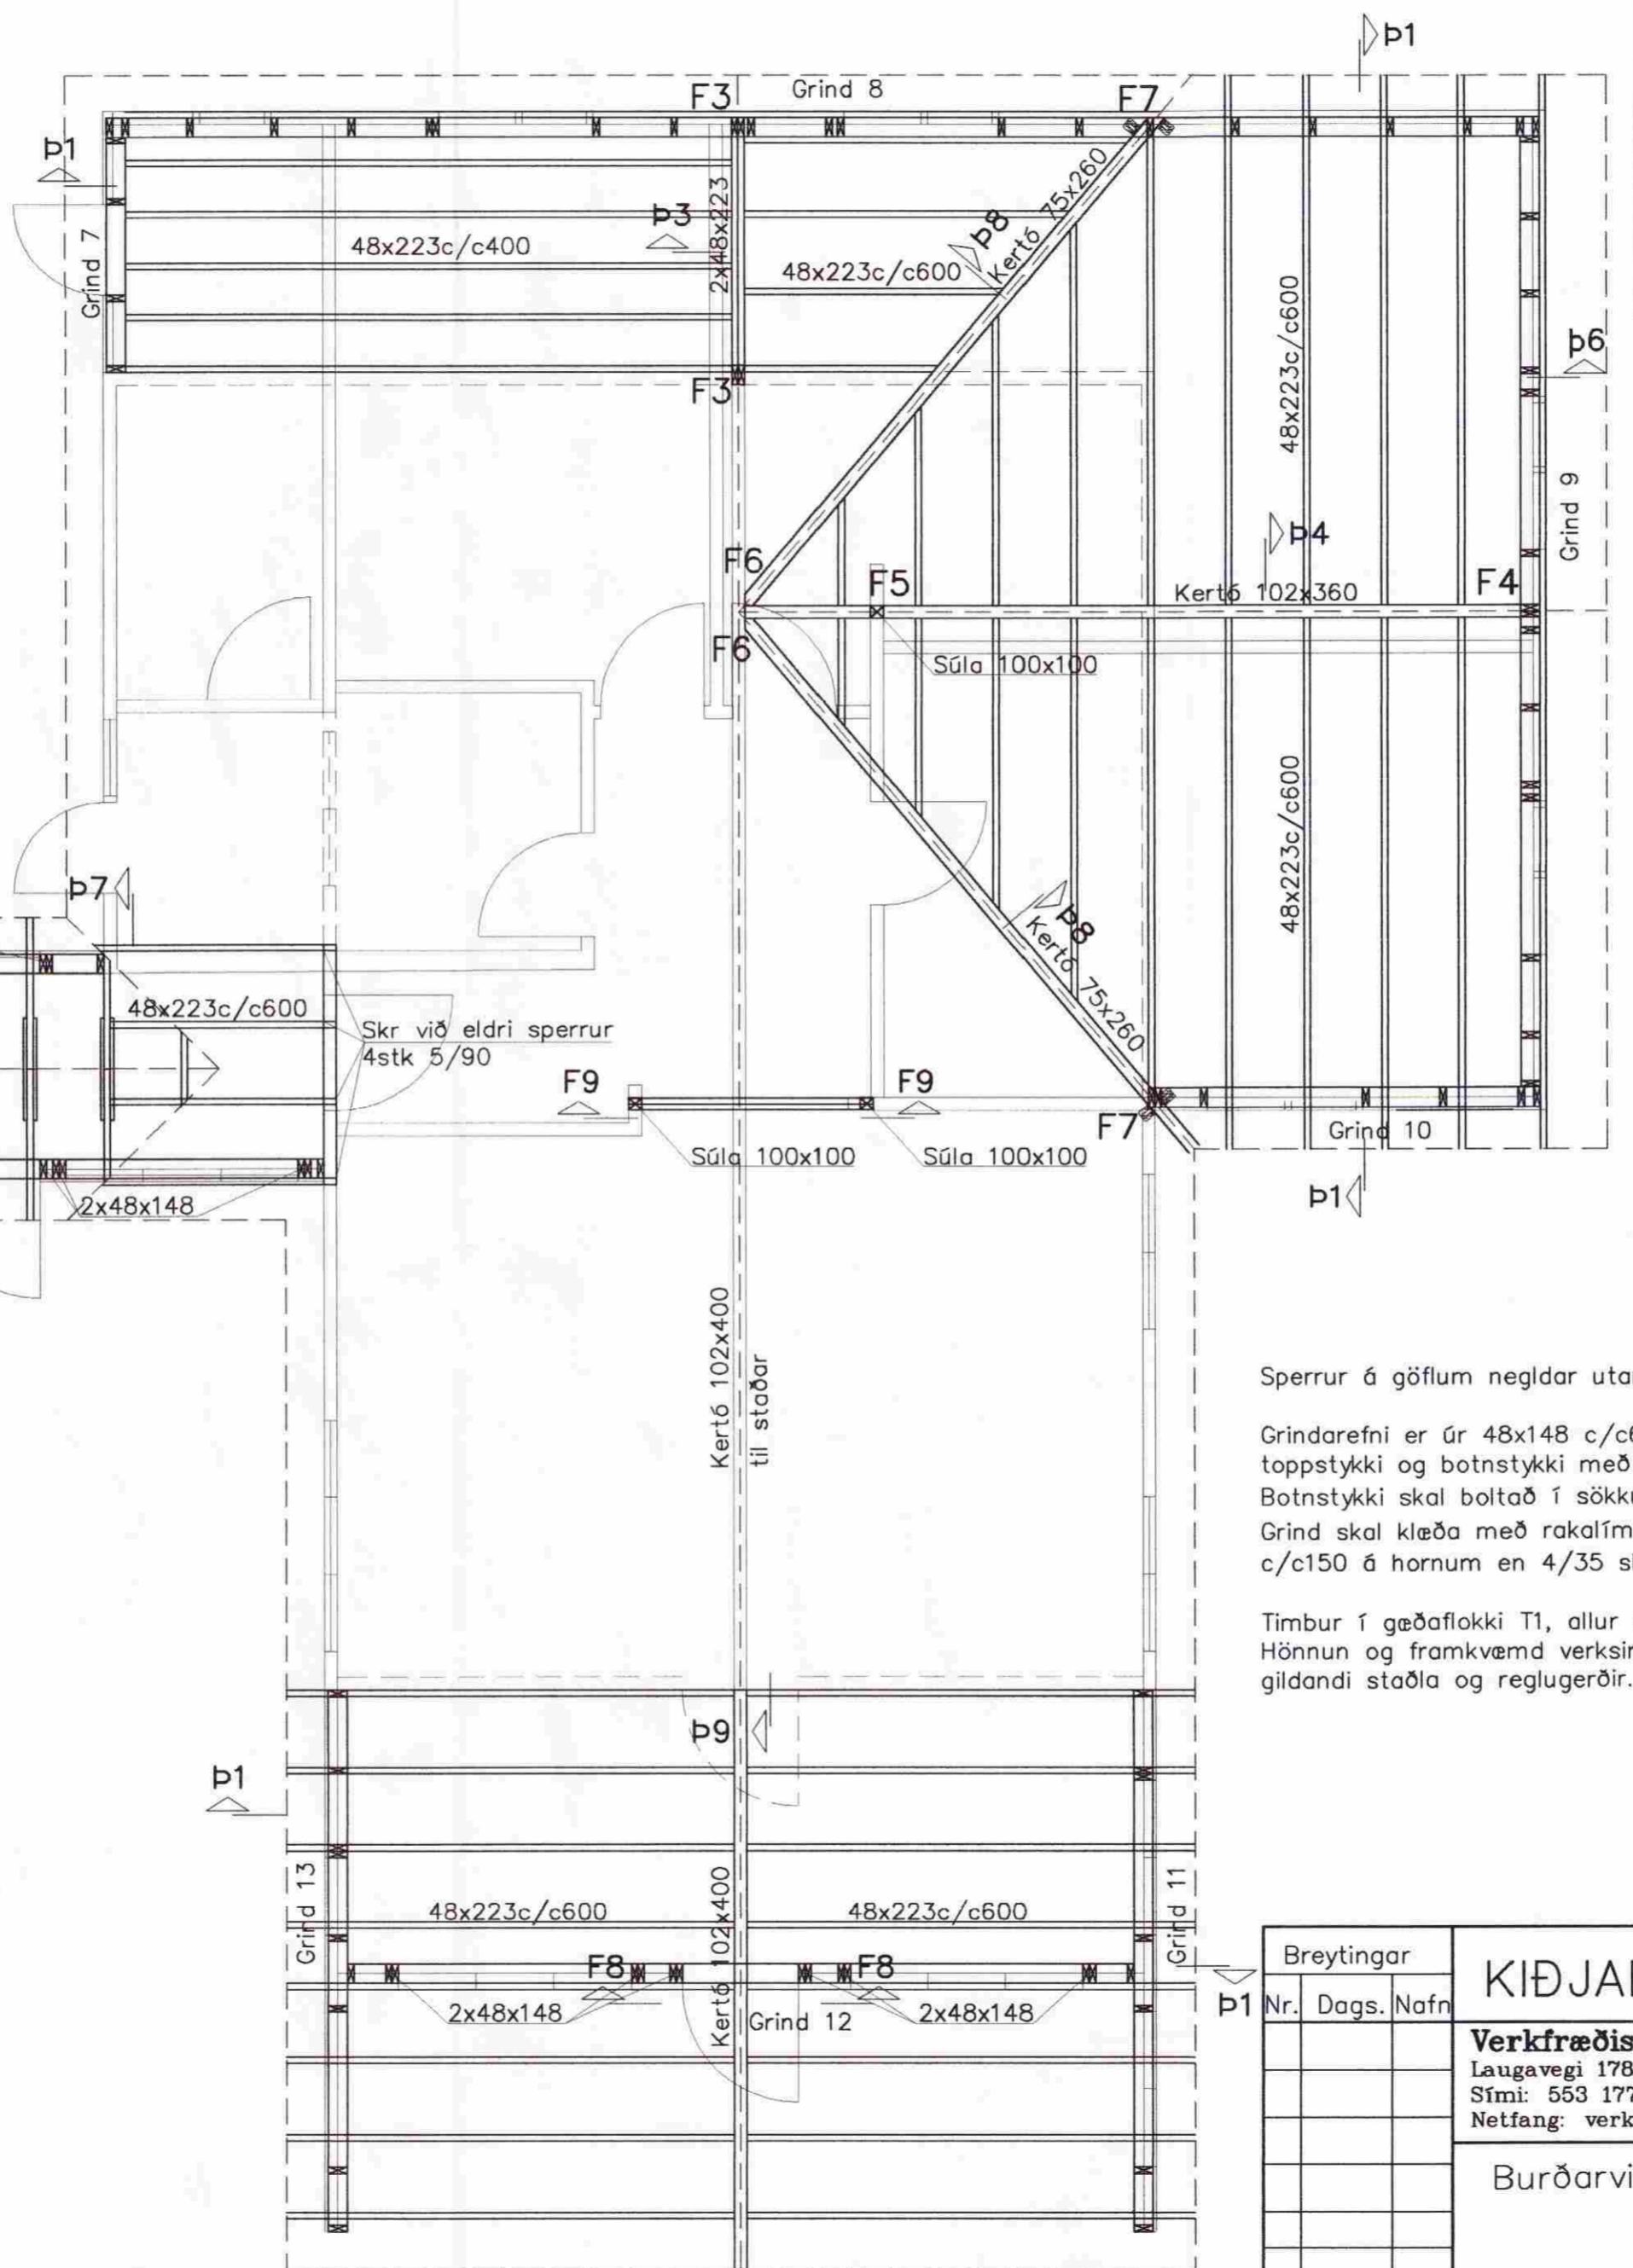 Þ1
Grind 8
F3
F7
Þ1
Grind 7
48x223c/c400
Þ3
2x48x223
48x223c/c600
Þ8
Kertó 75x260
48x223c/c600
Þ6
F3
Grind 9
F6
F5
Þ4
Kertó 102x360
F4
F6
Súla 100x100
48x223c/c600
Þ7
Þ8
Kertó 75x260
48x223c/c600
Skr við eldri sperrur
4stk 5/90
F9
F9
F7
Grind 10
Súla 100x100
Súla 100x100
Þ1
2x48x148
Kertó 102x400
til staðar
Sperrur á göflum negldar
Grindarefni er úr 48x148
toppstykki og botnstykki með
Botnstykki skal boltað í
Grind skal klæða með
c/c150 á hornum en 4/35
Timbur í gæðaflokki T1, allur
Hönnun og framkvæmd
gildandi staðla og reglugerðir.
Þ9
Þ1
Grind 13
48x223c/c600
Kertó 102x400
48x223c/c600
Grind 11
F8
F8
2x48x148
Grind 12
2x48x148
Þ1
Breytingar
Nr. Dags. Nafn
KIÐJA
Verkfræðis
Laugavegi 178
Sími: 553 177
Netfang: verk
Burðarvi